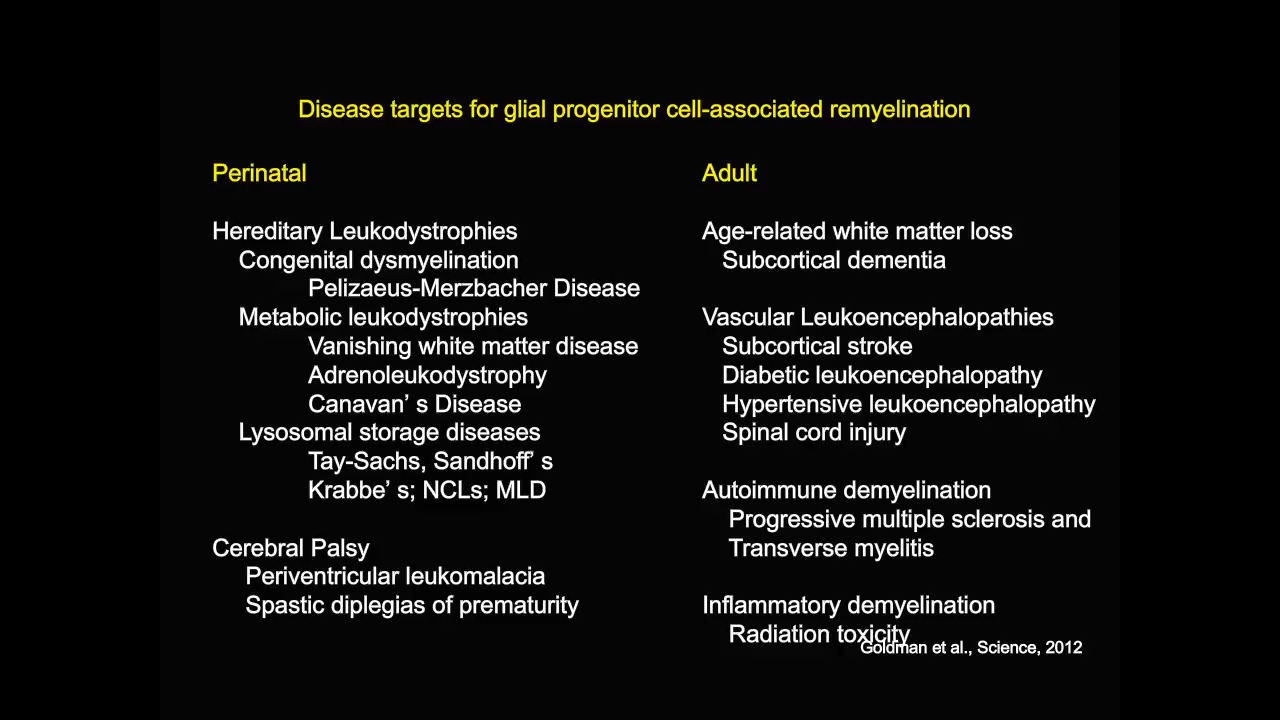 Disease targets for glial progenitor cell-associated remyelination
Perinatal
Hereditary Leukodystrophies
Congenital dysmyelination
Pelizaeus-Merzbacher Disease
Metabolic leukodystrophies
Vanishing white matter disease
Adrenoleukodystrophy
Canavan’ s Disease
Lysosomal storage diseases
Tay-Sachs, Sandhoff’ s
Krabbe’ s; NCLs; MLD
Cerebral Palsy
Periventricular leukomalacia
Spastic diplegias of prematurity
Adult
Age-related white matter loss
Subcortical dementia
Vascular Leukoencephalopathies
Subcortical stroke
Diabetic leukoencephalopathy
Hypertensive leukoencephalopathy
Spinal cord injury
Autoimmune demyelination
Progressive multiple sclerosis and
Transverse myelitis
Inflammatory demyelination
Radiation toxicity
Goldman et al., Science, 2012